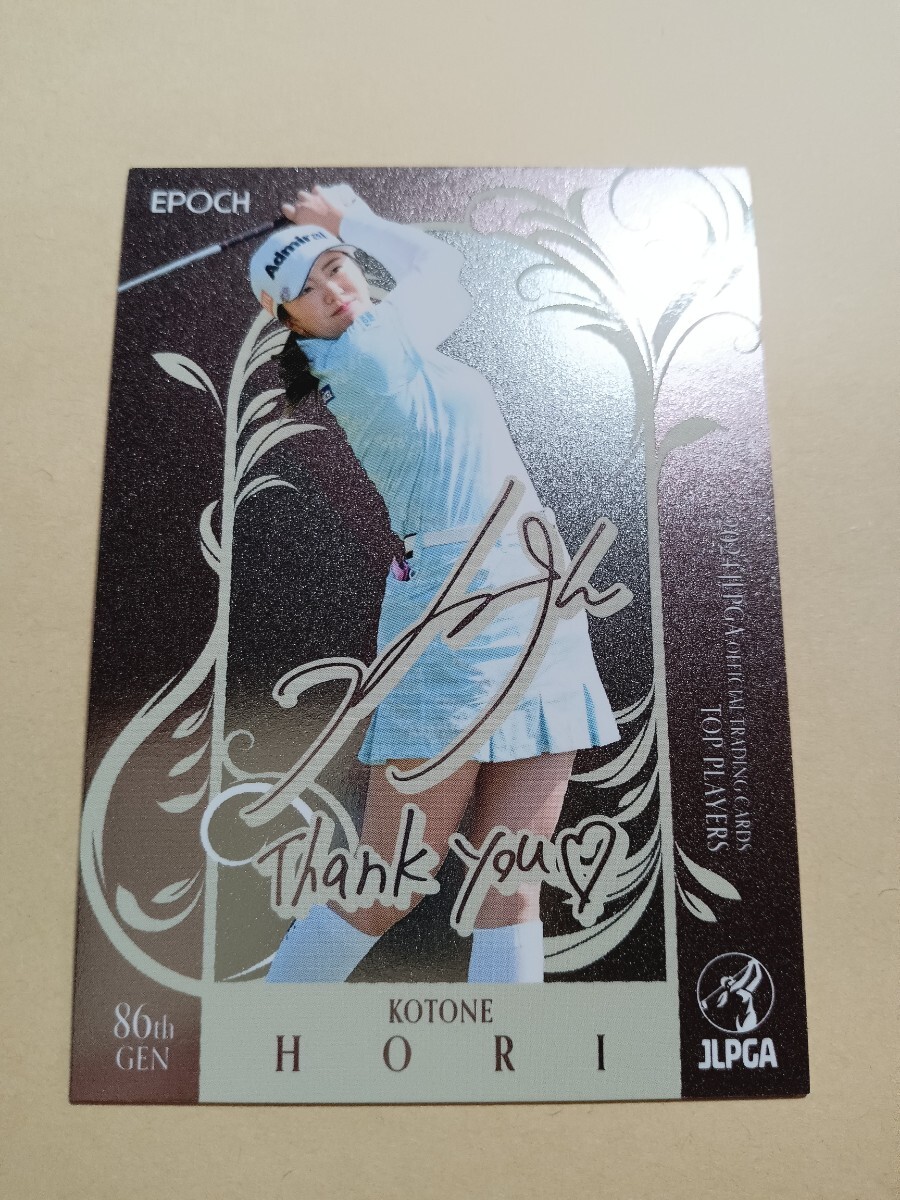 EPOCH
Admiral
2024 JLPGA OFFICIAL TRADING CARDS
TOP PLAYERS
Thank you♡
86th
GEN
KOTONE
HORI
JLPGA